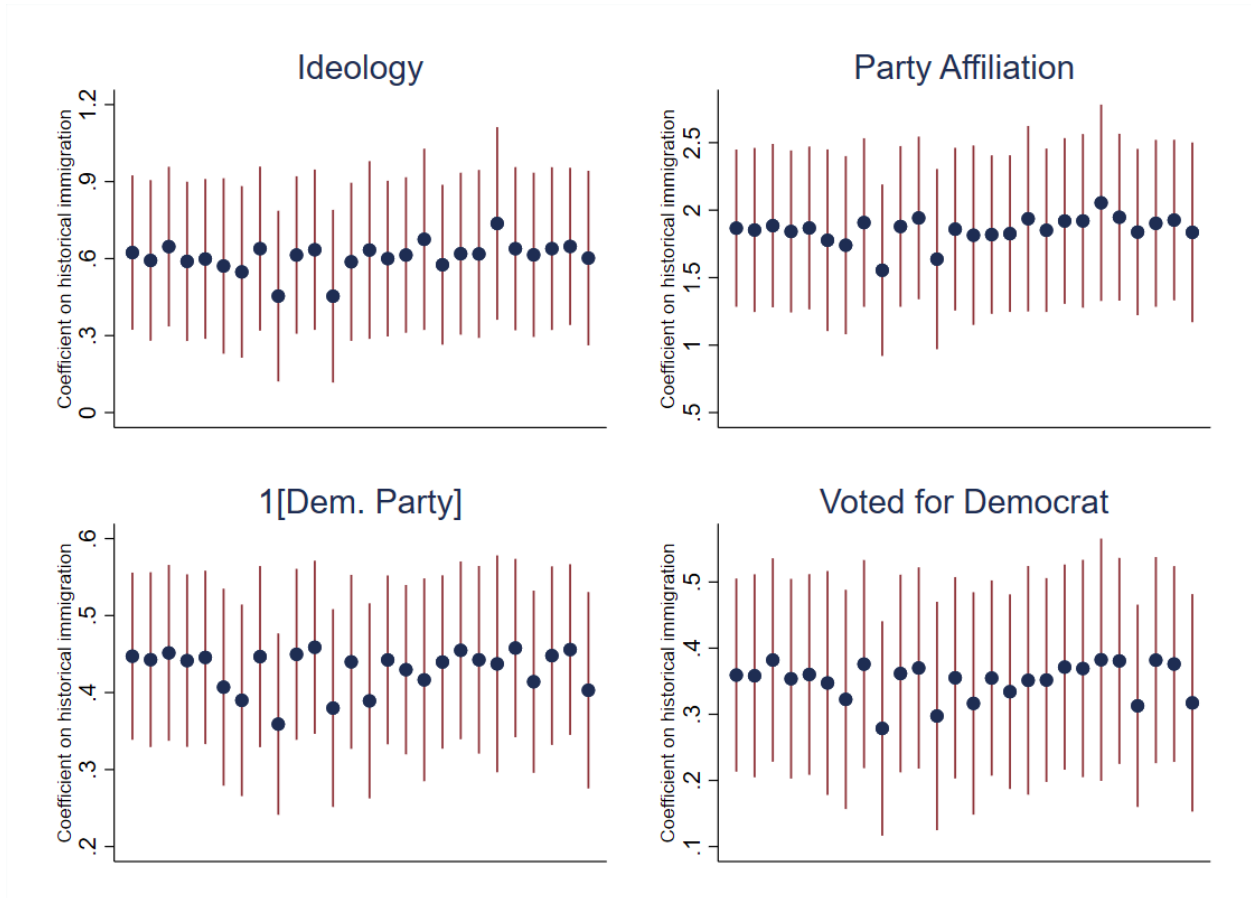 Ideology
Coefficient on historical immigration
1.2
.9
.6
.3
0
Party Affiliation
Coefficient on historical immigration
2.5
2
1.5
1
.5
1[Dem. Party]
Coefficient on historical immigration
.6
.5
.4
.3
.2
Voted for Democrat
Coefficient on historical immigration
.5
.4
.3
.2
.1